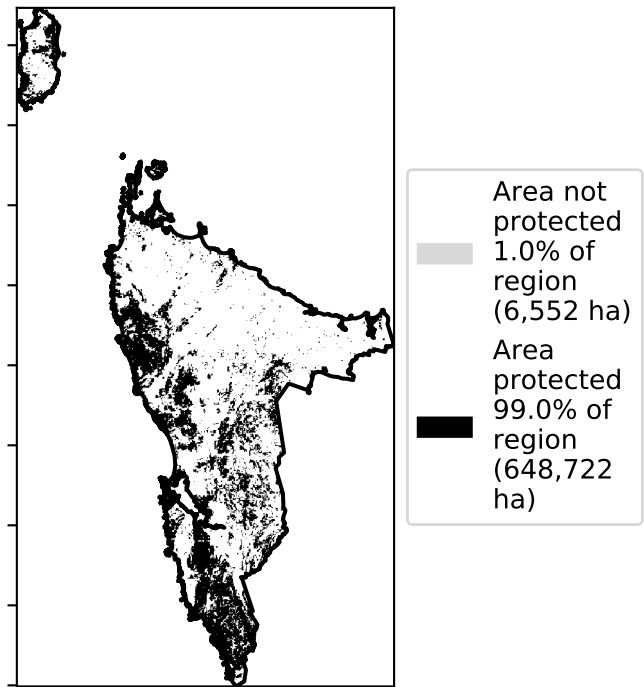 Area not
protected
1.0% of
region
(6,552 ha)
Area
protected
99.0% of
region
(648,722
ha)